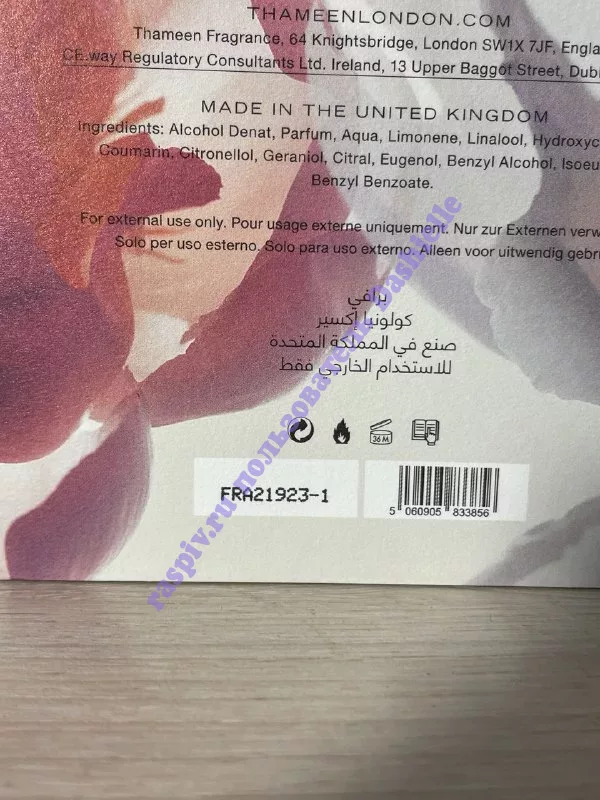 THAMEENLONDON.COM
Thameen Fragrance, 64 Knightsbridge, London SW1X 7JF, Engla
CE.way Regulatory Consultants Ltd. Ireland, 13 Upper Baggot Street, Dubl
MADE IN THE UNITED KINGDOM
Ingredients: Alcohol Denat, Parfum, Aqua, Limonene, Linalool, Hydroxyc
Coumarin, Citronellol, Geraniol, Citral, Eugenol, Benzyl Alcohol, Isoeu
Benzyl Benzoate.
For external use only. Pour usage externe uniquement. Nur zur Externen verw
Solo per uso esterno. Solo para uso externo. Alleen voor uitwendig gebr
برافي
كولونيا إكسير
صنع في المملكة المتحدة
للاستخدام الخارجي فقط
36 M
FRA21923-1
5 060905 833856
raspiv.ru пользователь Dashtelle